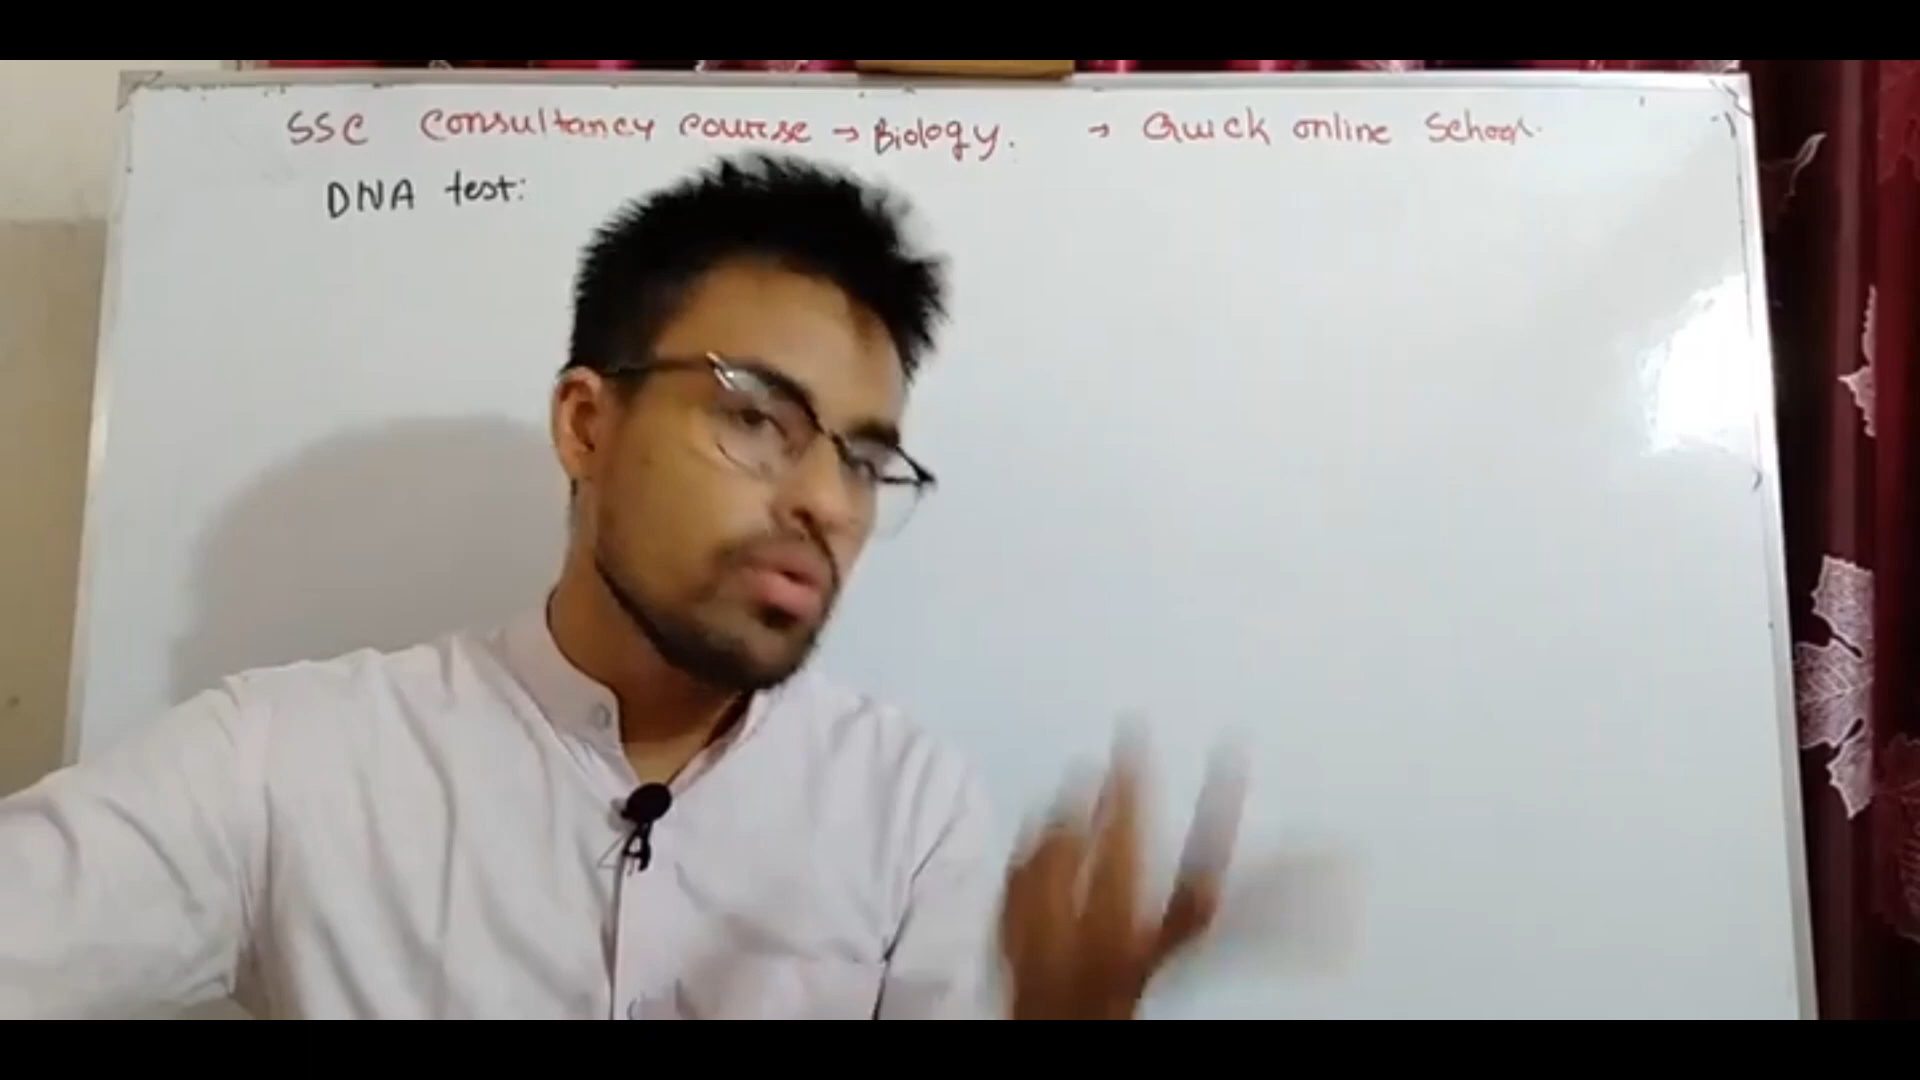 SSC Consultancy course → Biology. → Quick online School.
DNA test: